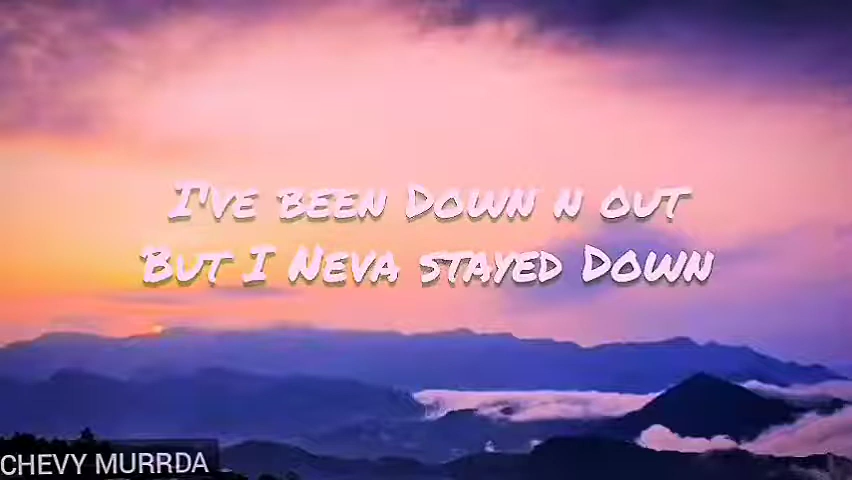 I'VE BEEN DOWN N OUT
BUT I NEVA STAYED DOWN
CHEVY MURRDA